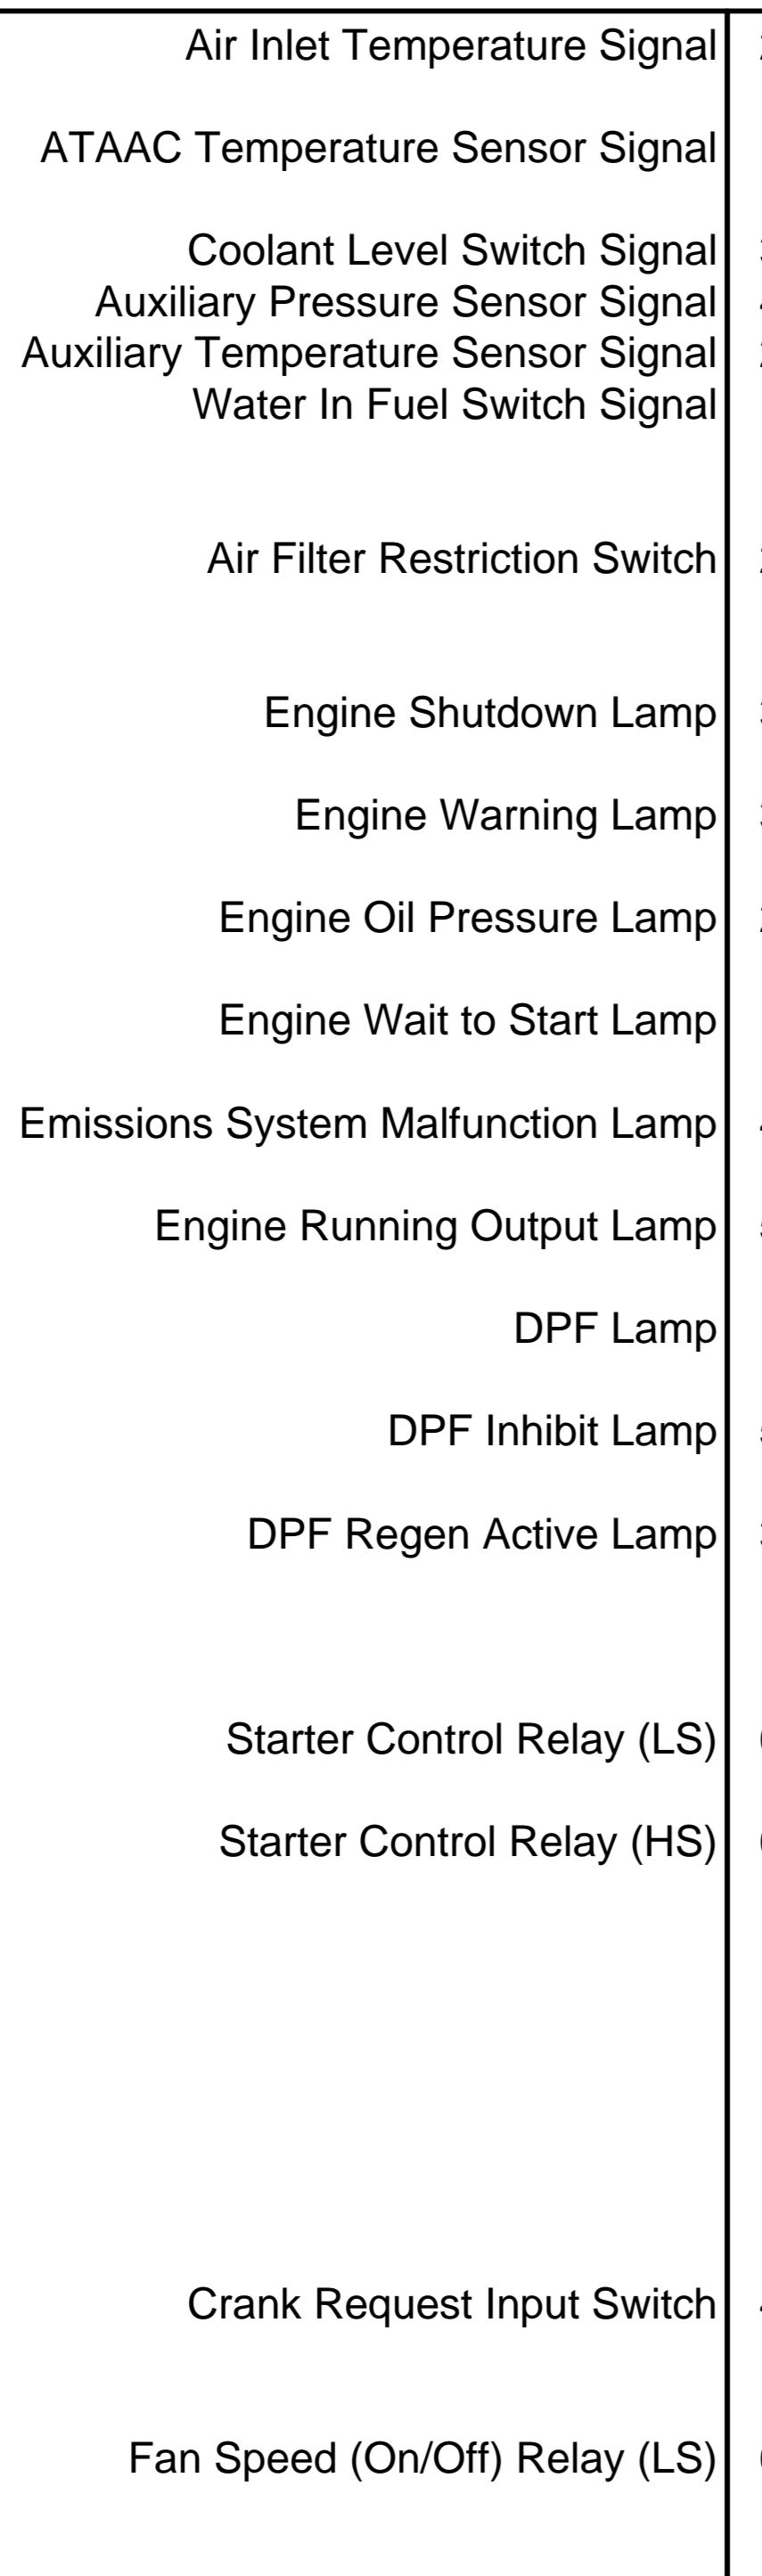 Air Inlet Temperature Signal
ATAAC Temperature Sensor Signal
Coolant Level Switch Signal
Auxiliary Pressure Sensor Signal
Auxiliary Temperature Sensor Signal
Water In Fuel Switch Signal
Air Filter Restriction Switch
Engine Shutdown Lamp
Engine Warning Lamp
Engine Oil Pressure Lamp
Engine Wait to Start Lamp
Emissions System Malfunction Lamp
Engine Running Output Lamp
DPF Lamp
DPF Inhibit Lamp
DPF Regen Active Lamp
Starter Control Relay (LS)
Starter Control Relay (HS)
Crank Request Input Switch
Fan Speed (On/Off) Relay (LS)